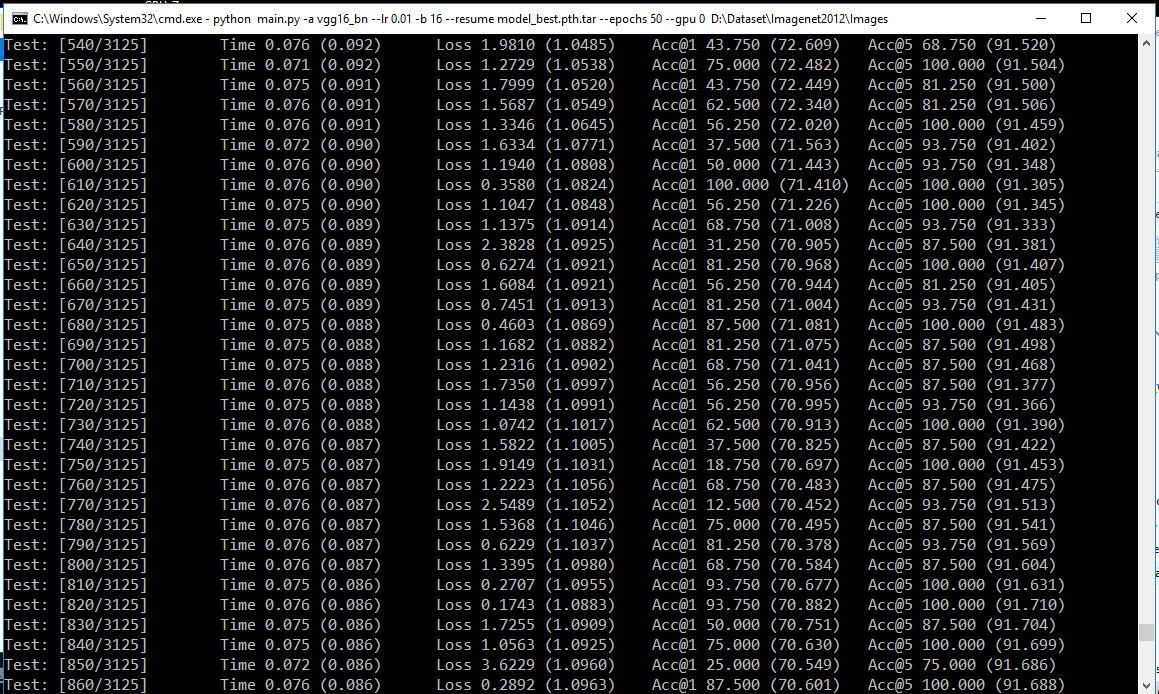 C:\Windows\System32\cmd.exe - python main.py -a vgg16_bn --lr 0.01 -b 16 --resume model_best.pth.tar --epochs 50 --gpu 0 D:\Dataset\Imagenet2012\Images
Test: [540/3125] Time 0.076 (0.092) Loss 1.9810 (1.0485) Acc@1 43.750 (72.609) Acc@5 68.750 (91.520)
Test: [550/3125] Time 0.071 (0.092) Loss 1.2729 (1.0538) Acc@1 75.000 (72.482) Acc@5 100.000 (91.504)
Test: [560/3125] Time 0.075 (0.091) Loss 1.7999 (1.0520) Acc@1 43.750 (72.449) Acc@5 81.250 (91.500)
Test: [570/3125] Time 0.076 (0.091) Loss 1.5687 (1.0549) Acc@1 62.500 (72.340) Acc@5 81.250 (91.506)
Test: [580/3125] Time 0.076 (0.091) Loss 1.3346 (1.0645) Acc@1 56.250 (72.020) Acc@5 100.000 (91.459)
Test: [590/3125] Time 0.072 (0.090) Loss 1.6334 (1.0771) Acc@1 37.500 (71.563) Acc@5 93.750 (91.402)
Test: [600/3125] Time 0.076 (0.090) Loss 1.1940 (1.0808) Acc@1 50.000 (71.443) Acc@5 93.750 (91.348)
Test: [610/3125] Time 0.076 (0.090) Loss 0.3580 (1.0824) Acc@1 100.000 (71.410) Acc@5 100.000 (91.305)
Test: [620/3125] Time 0.075 (0.090) Loss 1.1047 (1.0848) Acc@1 56.250 (71.226) Acc@5 100.000 (91.345)
Test: [630/3125] Time 0.075 (0.089) Loss 1.1375 (1.0914) Acc@1 68.750 (71.008) Acc@5 93.750 (91.333)
Test: [640/3125] Time 0.076 (0.089) Loss 2.3828 (1.0925) Acc@1 31.250 (70.905) Acc@5 87.500 (91.381)
Test: [650/3125] Time 0.076 (0.089) Loss 0.6274 (1.0921) Acc@1 81.250 (70.968) Acc@5 100.000 (91.407)
Test: [660/3125] Time 0.076 (0.089) Loss 1.6084 (1.0921) Acc@1 56.250 (70.944) Acc@5 81.250 (91.405)
Test: [670/3125] Time 0.075 (0.089) Loss 0.7451 (1.0913) Acc@1 81.250 (71.004) Acc@5 93.750 (91.431)
Test: [680/3125] Time 0.075 (0.088) Loss 0.4603 (1.0869) Acc@1 87.500 (71.081) Acc@5 100.000 (91.483)
Test: [690/3125] Time 0.075 (0.088) Loss 1.1682 (1.0882) Acc@1 81.250 (71.075) Acc@5 87.500 (91.498)
Test: [700/3125] Time 0.075 (0.088) Loss 1.2316 (1.0902) Acc@1 68.750 (71.041) Acc@5 87.500 (91.468)
Test: [710/3125] Time 0.076 (0.088) Loss 1.7350 (1.0997) Acc@1 56.250 (70.956) Acc@5 87.500 (91.377)
Test: [720/3125] Time 0.075 (0.088) Loss 1.1438 (1.0991) Acc@1 56.250 (70.995) Acc@5 93.750 (91.366)
Test: [730/3125] Time 0.076 (0.088) Loss 1.0742 (1.1017) Acc@1 62.500 (70.913) Acc@5 100.000 (91.390)
Test: [740/3125] Time 0.076 (0.087) Loss 1.5822 (1.1005) Acc@1 37.500 (70.825) Acc@5 87.500 (91.422)
Test: [750/3125] Time 0.075 (0.087) Loss 1.9149 (1.1031) Acc@1 18.750 (70.697) Acc@5 100.000 (91.453)
Test: [760/3125] Time 0.076 (0.087) Loss 1.2223 (1.1056) Acc@1 68.750 (70.483) Acc@5 87.500 (91.475)
Test: [770/3125] Time 0.076 (0.087) Loss 2.5489 (1.1052) Acc@1 12.500 (70.452) Acc@5 93.750 (91.513)
Test: [780/3125] Time 0.075 (0.087) Loss 1.5368 (1.1046) Acc@1 75.000 (70.495) Acc@5 87.500 (91.541)
Test: [790/3125] Time 0.076 (0.087) Loss 0.6229 (1.1037) Acc@1 81.250 (70.378) Acc@5 93.750 (91.569)
Test: [800/3125] Time 0.076 (0.087) Loss 1.3395 (1.0980) Acc@1 68.750 (70.584) Acc@5 87.500 (91.604)
Test: [810/3125] Time 0.075 (0.086) Loss 0.2707 (1.0955) Acc@1 93.750 (70.677) Acc@5 100.000 (91.631)
Test: [820/3125] Time 0.076 (0.086) Loss 0.1743 (1.0883) Acc@1 93.750 (70.882) Acc@5 100.000 (91.710)
Test: [830/3125] Time 0.075 (0.086) Loss 1.7255 (1.0909) Acc@1 50.000 (70.751) Acc@5 87.500 (91.704)
Test: [840/3125] Time 0.075 (0.086) Loss 1.0563 (1.0925) Acc@1 75.000 (70.630) Acc@5 100.000 (91.699)
Test: [850/3125] Time 0.072 (0.086) Loss 3.6229 (1.0960) Acc@1 25.000 (70.549) Acc@5 75.000 (91.686)
Test: [860/3125] Time 0.076 (0.086) Loss 0.2892 (1.0963) Acc@1 87.500 (70.601) Acc@5 100.000 (91.688)